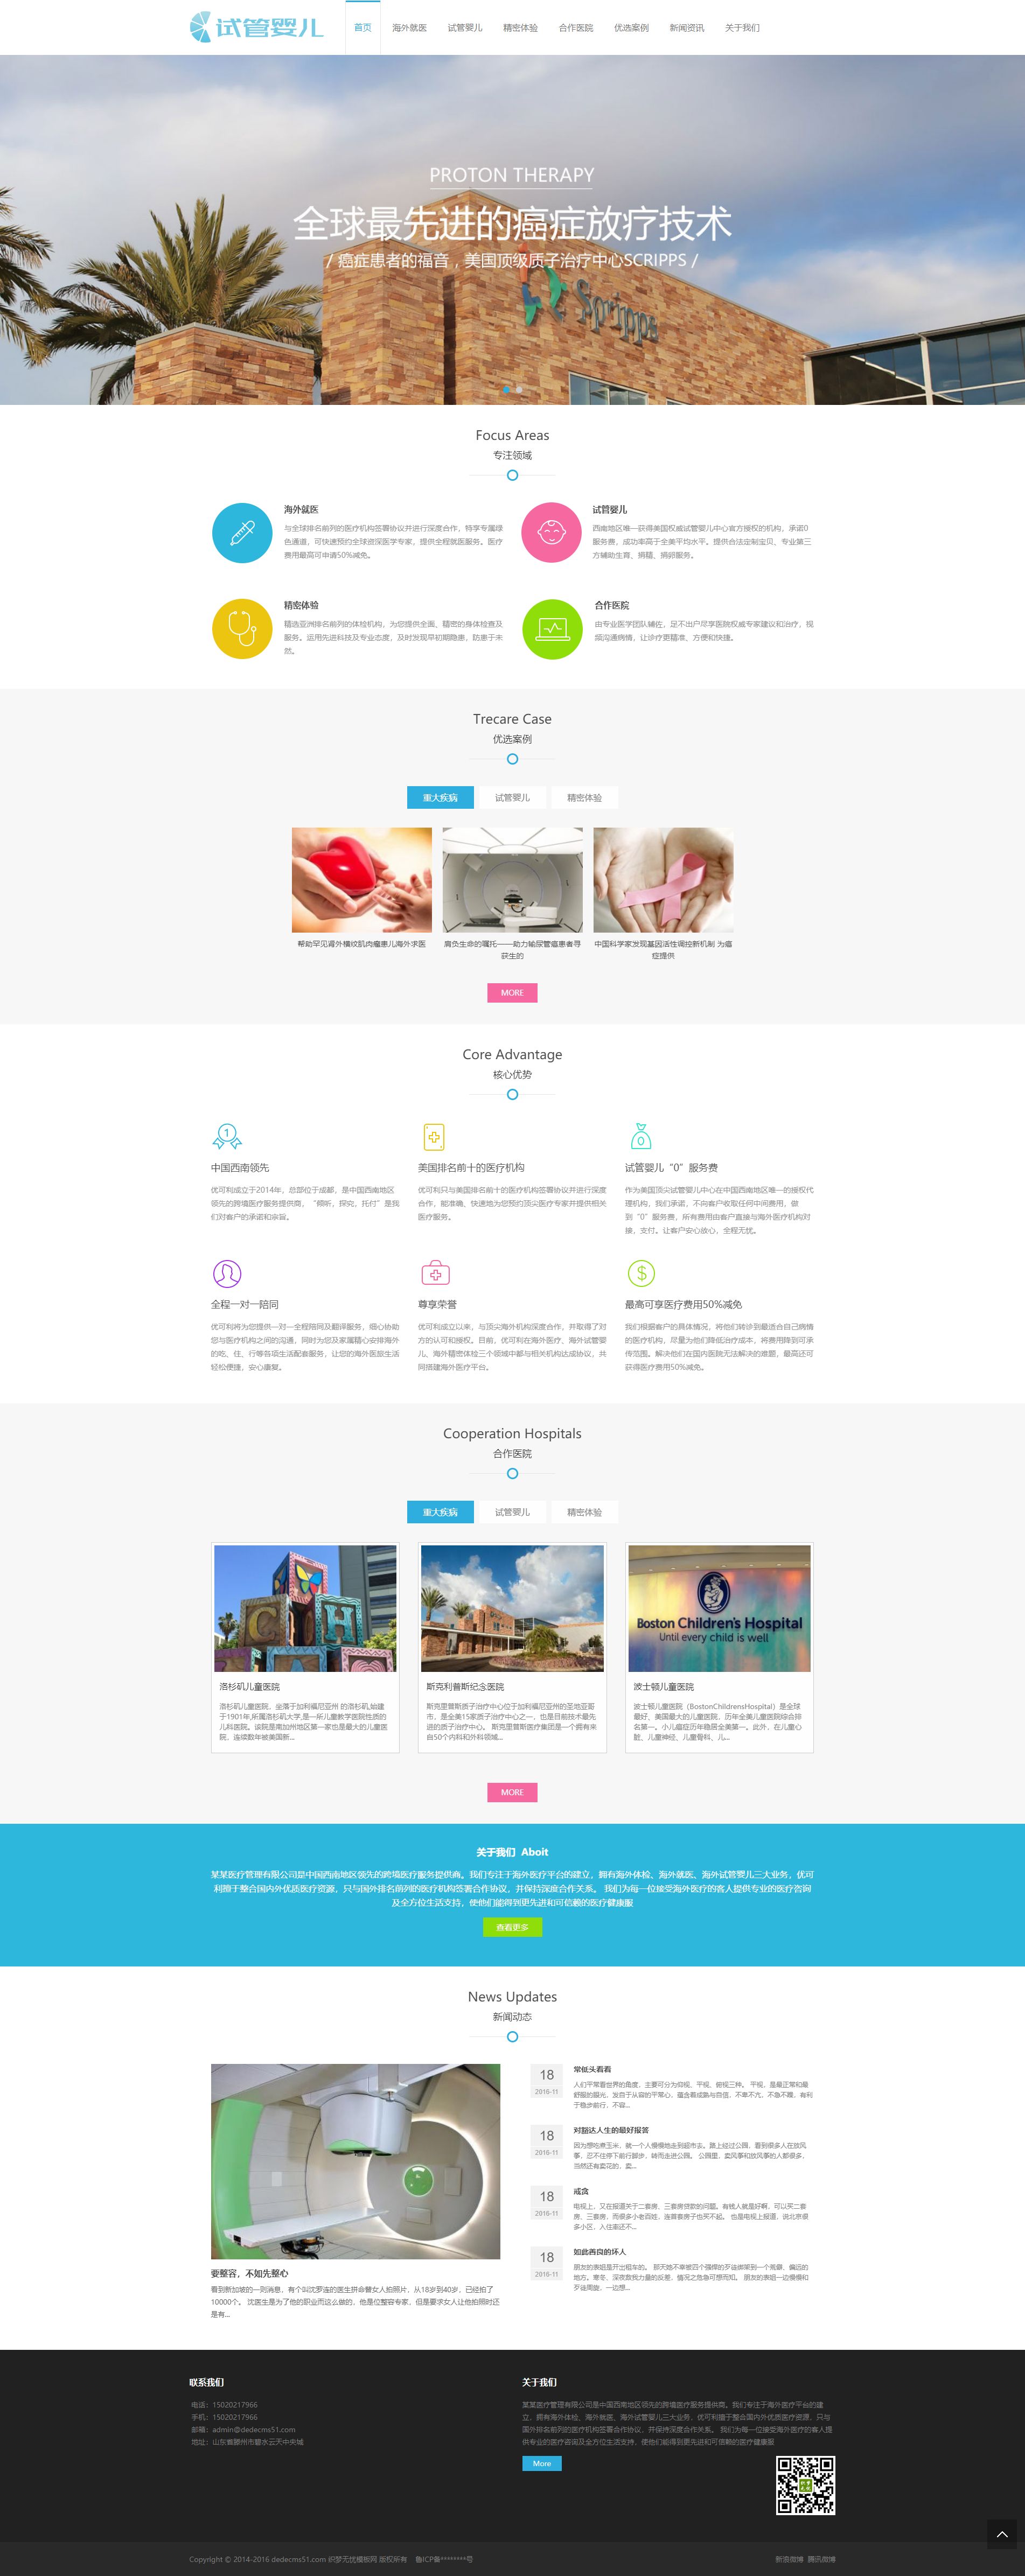 试管婴儿
首页 海外就医 试管婴儿 精密体验 合作医院 优选案例 新闻资讯 关于我们
PROTON THERAPY
全球最先进的癌症放疗技术
/ 癌症患者的福音，美国顶级质子治疗中心SCRIPPS /
Scripps
Focus Areas
专注领域
海外就医
与全球排名前列的医疗机构签署协议并进行深度合作，特享专属绿
色通道，可快速预约全球资深医学专家，提供全程就医服务。医疗
费用最高可申请50%减免。
试管婴儿
西南地区唯一获得美国权威试管婴儿中心官方授权的机构，承诺0
服务费，成功率高于全美平均水平。提供合法定制宝贝、专业第三
方辅助生育、捐精、捐卵服务。
精密体验
精选亚洲排名前列的体检机构，为您提供全面、精密的身体检查及
服务。运用先进科技及专业态度，及时发现早初期隐患，防患于未
然。
合作医院
由专业医学团队辅佐，足不出户尽享医院权威专家建议和治疗，视
频沟通病情，让诊疗更精准、方便和快捷。
Trecare Case
优选案例
重大疾病 试管婴儿 精密体验
帮助罕见肾外横纹肌肉瘤患儿海外求医
肩负生命的嘱托——助力输尿管癌患者寻
获生的
中国科学家发现基因活性调控新机制 为癌
症提供
MORE
Core Advantage
核心优势
中国西南领先
优可利成立于2014年，总部位于成都，是中国西南地区
领先的跨境医疗服务提供商，“倾听，探究，托付”是我
们对客户的承诺和宗旨。
美国排名前十的医疗机构
优可利只与美国排名前十的医疗机构签署协议并进行深度
合作，能准确、快速地为您预约顶尖医疗专家并提供相关
医疗服务。
试管婴儿“0”服务费
作为美国顶尖试管婴儿中心在中国西南地区唯一的授权代
理机构，我们承诺，不向客户收取任何中间费用，做
到“0”服务费，所有费用由客户直接与海外医疗机构对
接，支付。让客户安心放心，全程无忧。
全程一对一陪同
优可利将为您提供一对一全程陪同及翻译服务，细心协助
您与医疗机构之间的沟通，同时为您及家属精心安排海外
的吃、住、行等各项生活配套服务，让您的海外医旅生活
轻松便捷，安心康复。
尊享荣誉
优可利成立以来，与顶尖海外机构深度合作，并取得了对
方的认可和授权。目前，优可利在海外医疗、海外试管婴
儿、海外精密体检三个领域中都与相关机构达成协议，共
同搭建海外医疗平台。
最高可享医疗费用50%减免
我们根据客户的具体情况，将他们转诊到最适合自己病情
的医疗机构，尽量为他们降低治疗成本，将费用降到可承
传范围。解决他们在国内医院无法解决的难题，最高还可
获得医疗费用50%减免。
Cooperation Hospitals
合作医院
重大疾病 试管婴儿 精密体验
洛杉矶儿童医院
洛杉矶儿童医院，坐落于加利福尼亚州 的洛杉矶,始建
于1901年,所属洛杉矶大学,是一所儿童教学医院性质的
儿科医院。该院是南加州地区第一家也是最大的儿童医
院，连续数年被美国新...
斯克利普斯纪念医院
斯克里普斯质子治疗中心位于加利福尼亚州的圣地亚哥
市，是全美15家质子治疗中心之一，也是目前技术最先
进的质子治疗中心。 斯克里普斯医疗集团是一个拥有来
自50个内科和外科领域...
Boston Children's Hospital
Until every child is well
波士顿儿童医院
波士顿儿童医院（BostonChildrensHospital）是全球
最好、美国最大的儿童医院，历年全美儿童医院综合排
名第一。小儿癌症历年稳居全美第一。此外，在儿童心
脏、儿童神经、儿童骨科、儿...
MORE
关于我们 Aboit
某某医疗管理有限公司是中国西南地区领先的跨境医疗服务提供商。我们专注于海外医疗平台的建立，拥有海外体检、海外就医、海外试管婴儿三大业务，优可
利擅于整合国内外优质医疗资源，只与国外排名前列的医疗机构签署合作协议，并保持深度合作关系。 我们为每一位接受海外医疗的客人提供专业的医疗咨询
及全方位生活支持，使他们能得到更先进和可信赖的医疗健康服
查看更多
News Updates
新闻动态
要整容，不如先整心
看到新加坡的一则消息，有个叫沈罗连的医生拼命替女人拍照片，从18岁到40岁，已经拍了
10000个。 沈医生是为了他的职业而这么做的，他是位整容专家，但是要求女人让他拍照时还
是有...
18
2016-11
常低头看看
人们平常看世界的角度，主要可分为仰视、平视、俯视三种。 平视，是最正常和最
舒服的眼光，发自于从容的平常心，蕴含着成熟与自信，不卑不亢，不急不躁，有利
于稳步前行，不容...
18
2016-11
对豁达人生的最好报答
因为想吃煮玉米，就一个人慢慢地走到超市去。路上经过公园，看到很多人在放风
筝，忍不住停下前行脚步，转而走进公园。 公园里，卖风筝和放风筝的人都很多，
当然还有卖花的，卖...
18
2016-11
戒贪
电视上，又在报道关于二套房、三套房贷款的问题。有钱人就是好啊，可以买二套
房、三套房，而很多小老百姓，连首套房子也买不起。 也是电视上报道，说北京很
多小区，入住率还不...
18
2016-11
如此善良的坏人
朋友的表姐是开出租车的。 那天她不幸被四个强悍的歹徒绑架到一个荒僻、偏远的
地方。寒冬、深夜敌我力量的反差，情况之危急可想而知。 朋友的表姐一边慢慢和
歹徒周旋，一边想...
联系我们
电话：15020217966
手机：15020217966
邮箱：admin@dedecms51.com
地址：山东省滕州市碧水云天中央城
关于我们
某某医疗管理有限公司是中国西南地区领先的跨境医疗服务提供商。我们专注于海外医疗平台的建
立，拥有海外体检、海外就医、海外试管婴儿三大业务，优可利擅于整合国内外优质医疗资源，只与
国外排名前列的医疗机构签署合作协议，并保持深度合作关系。 我们为每一位接受海外医疗的客人提
供专业的医疗咨询及全方位生活支持，使他们能得到更先进和可信赖的医疗健康服
More
Copyright © 2014-2016 dedecms51.com 织梦无忧模板网 版权所有 鲁ICP备********号
新浪微博 腾讯微博